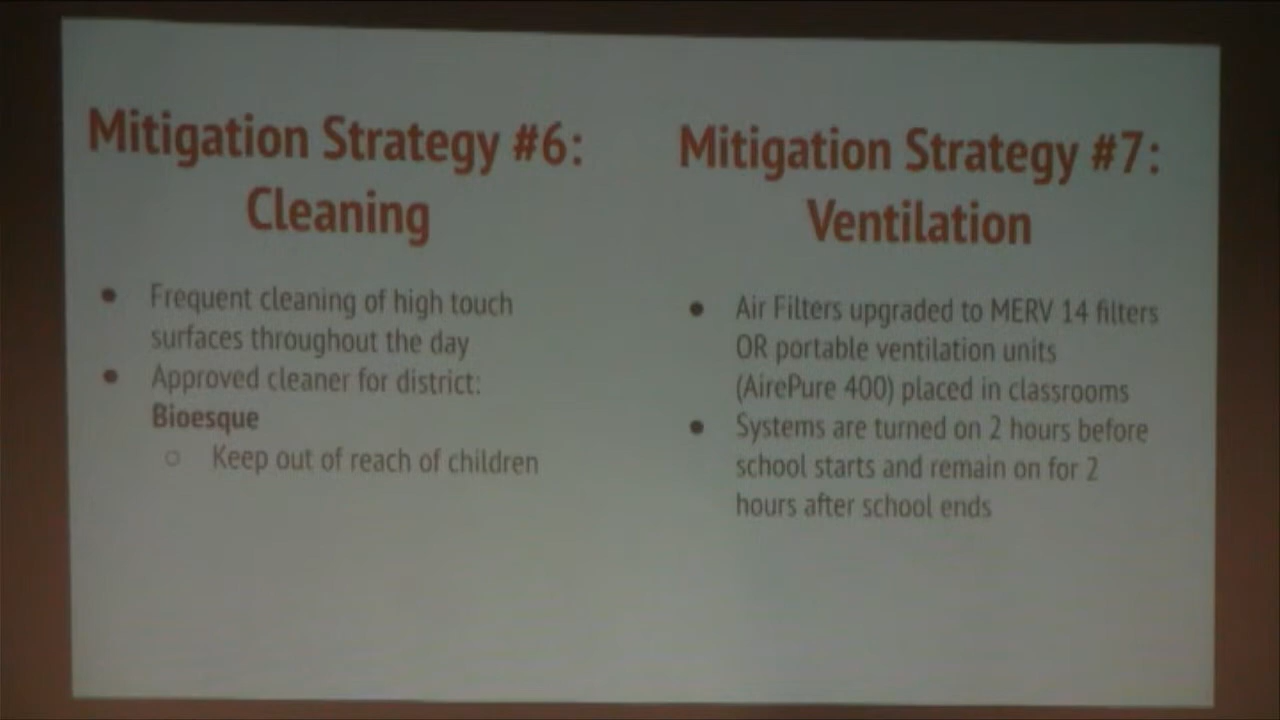 Mitigation Strategy #6:
Cleaning
● Frequent cleaning of high touch
surfaces throughout the day
● Approved cleaner for district:
Bioesque
○ Keep out of reach of children
Mitigation Strategy #7:
Ventilation
● Air Filters upgraded to MERV 14 filters
OR portable ventilation units
(AirePure 400) placed in classrooms
● Systems are turned on 2 hours before
school starts and remain on for 2
hours after school ends